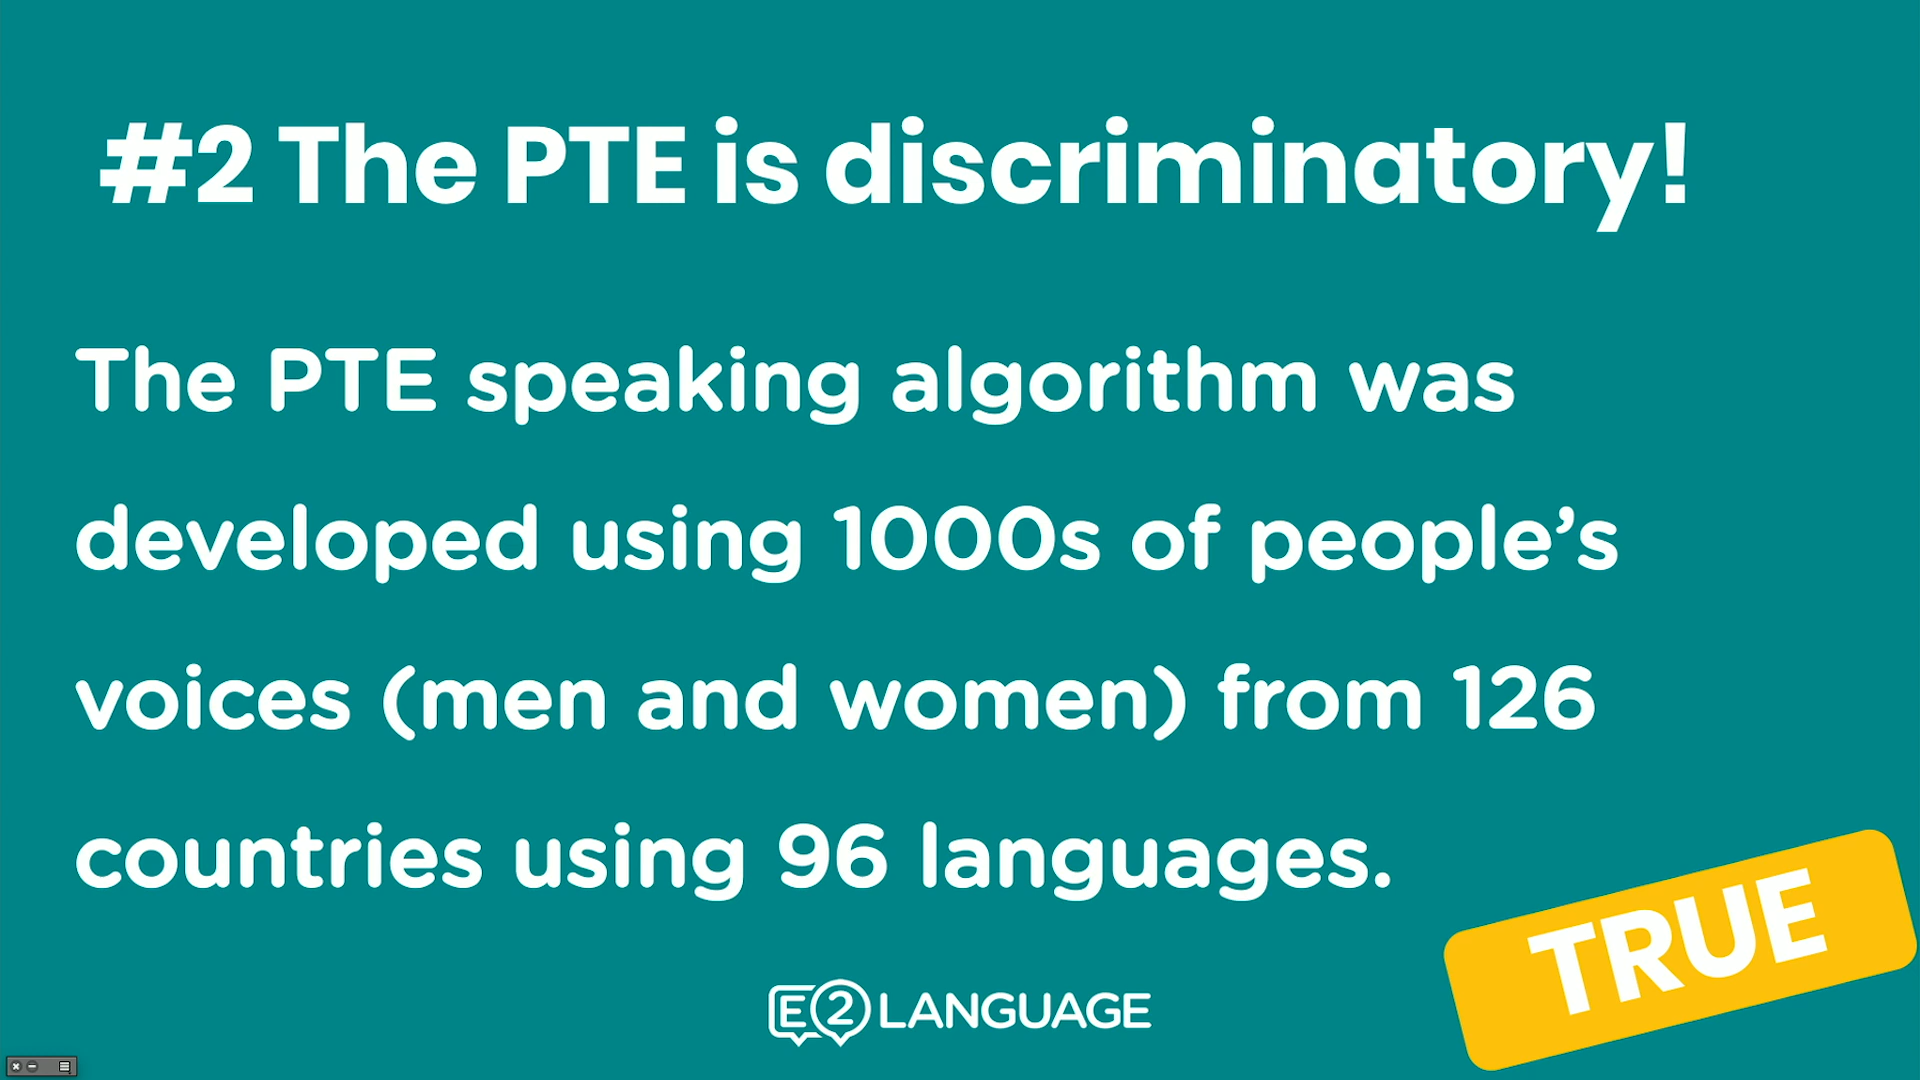 #2 The PTE is discriminatory!
The PTE speaking algorithm was
developed using 1000s of people’s
voices (men and women) from 126
countries using 96 languages.
TRUE
E2 LANGUAGE